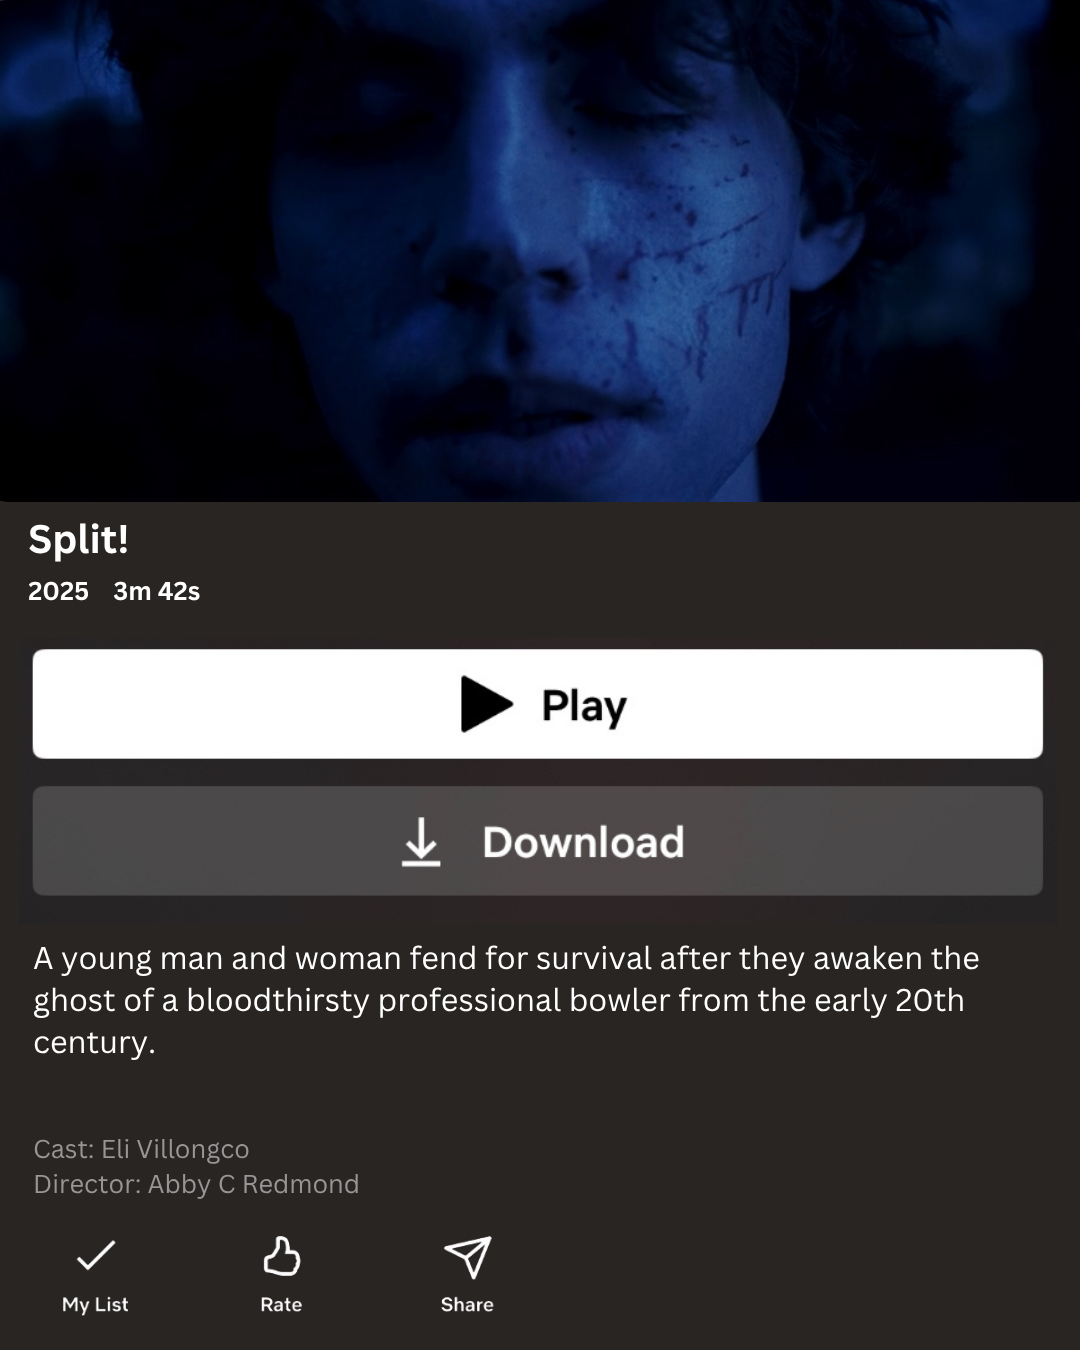 Split!
2025 3m 42s
Play
Download
A young man and woman fend for survival after they awaken the
ghost of a bloodthirsty professional bowler from the early 20th
century.
Cast: Eli Villongco
Director: Abby C Redmond
My List Rate Share